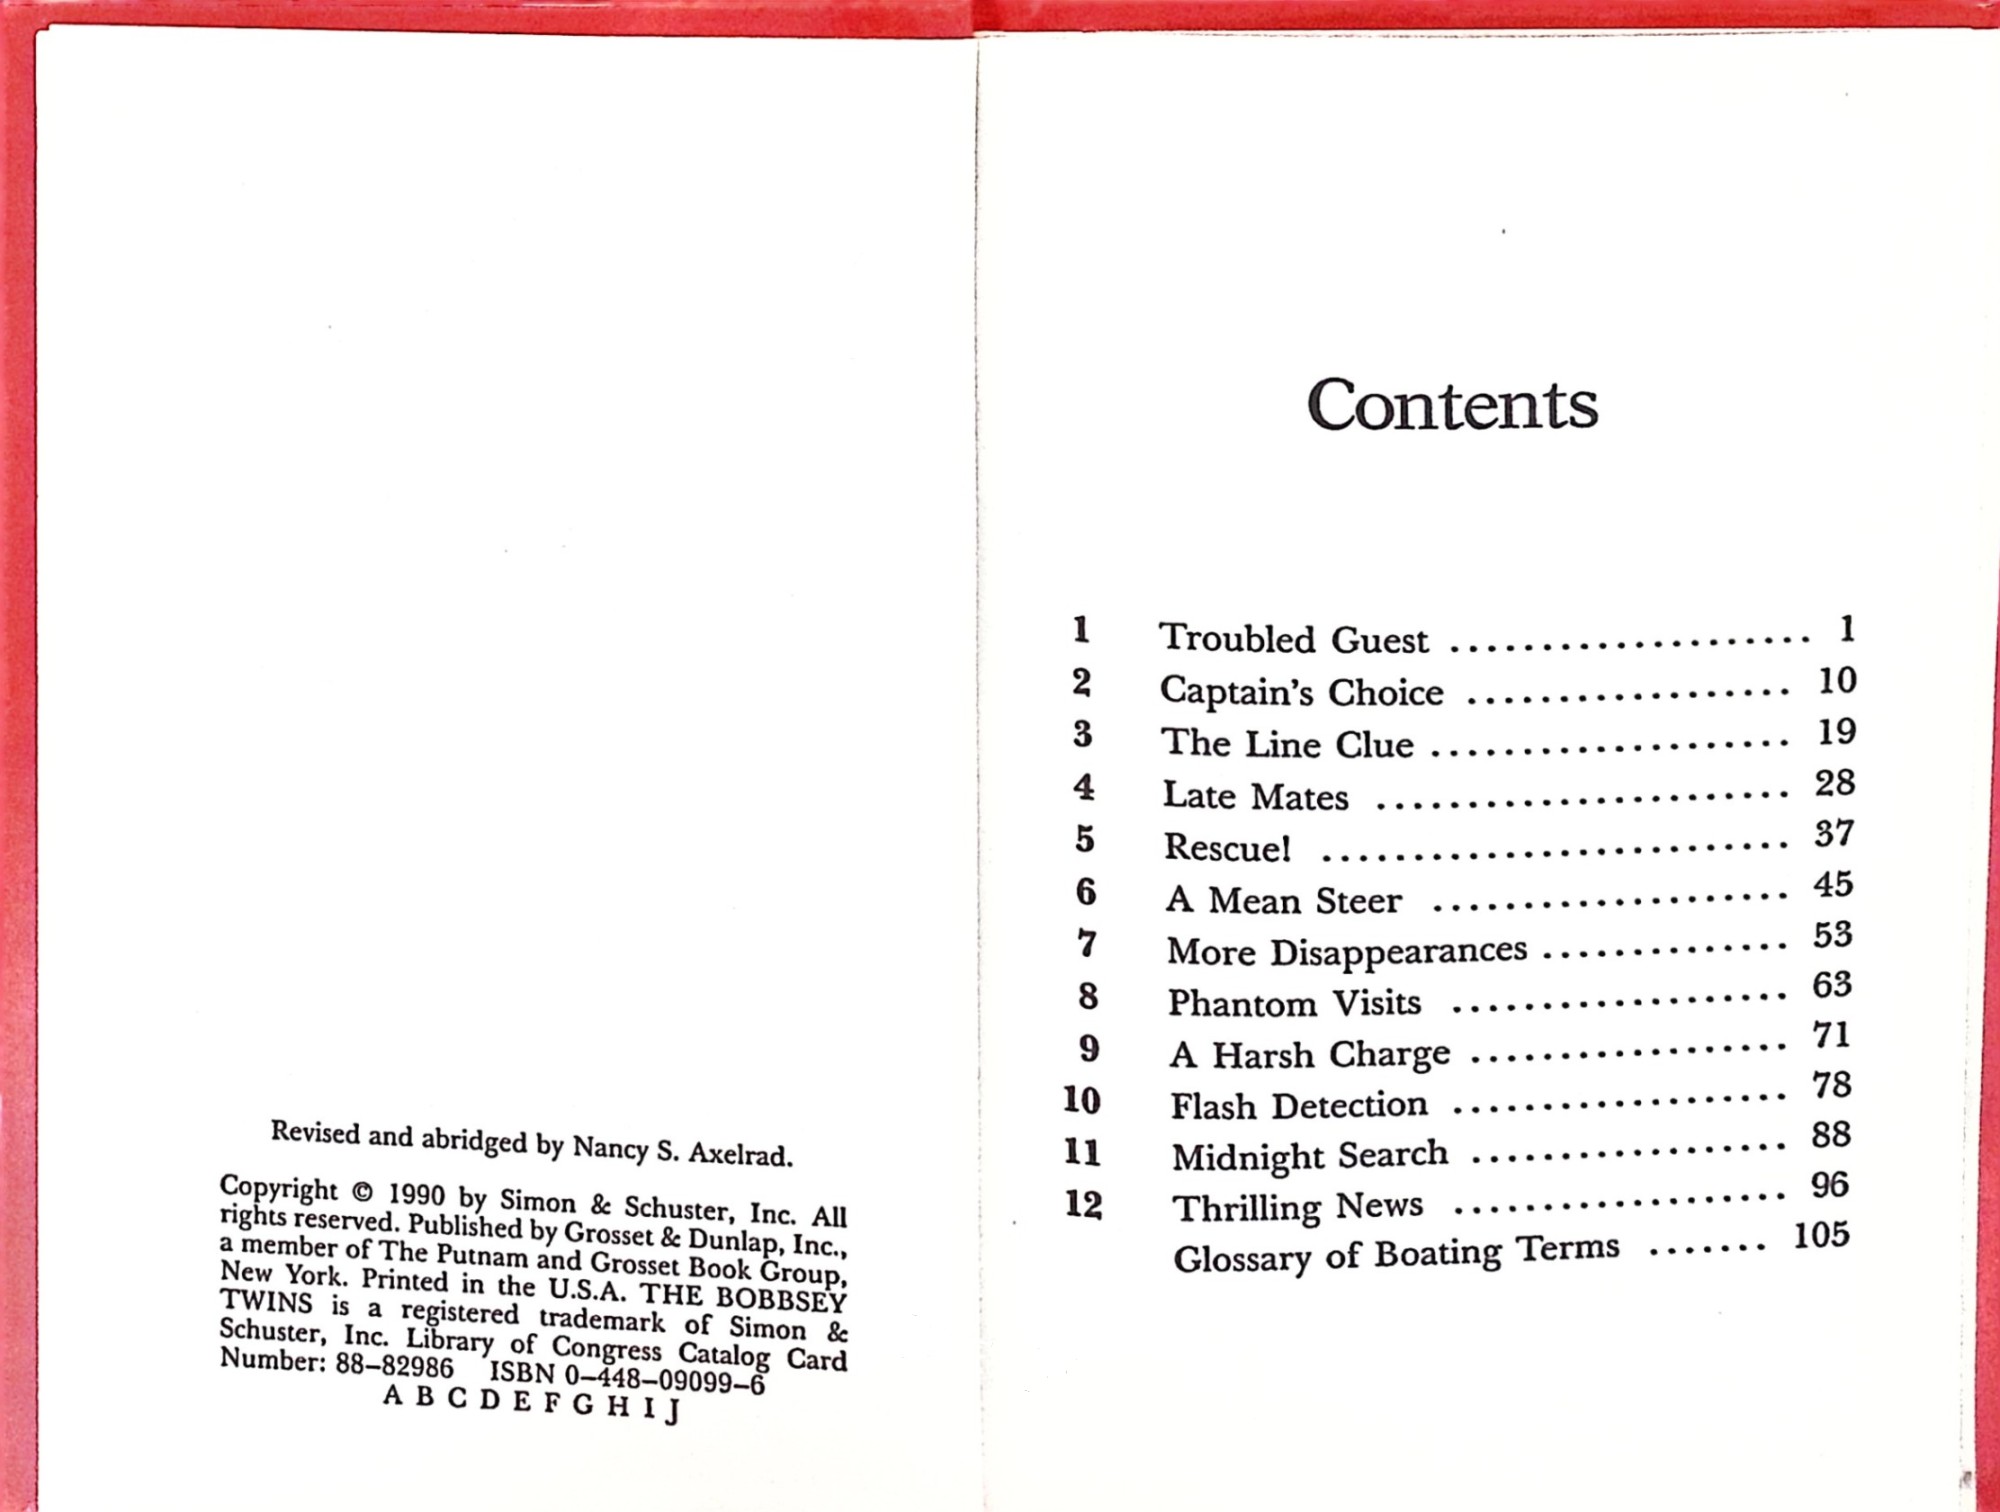 Revised and abridged by Nancy S. Axelrad.
Copyright © 1990 by Simon & Schuster, Inc. All
rights reserved. Published by Grosset & Dunlap, Inc.,
a member of The Putnam and Grosset Book Group,
New York. Printed in the U.S.A. THE BOBBSEY
TWINS is a registered trademark of Simon &
Schuster, Inc. Library of Congress Catalog Card
Number: 88–82986 ISBN 0–448–09099–6
A B C D E F G H I J
Contents
1 Troubled Guest .................... 1
2 Captain's Choice .................. 10
3 The Line Clue .................... 19
4 Late Mates ....................... 28
5 Rescue! .......................... 37
6 A Mean Steer .................... 45
7 More Disappearances .............. 53
8 Phantom Visits ................... 63
9 A Harsh Charge .................. 71
10 Flash Detection ................... 78
11 Midnight Search .................. 88
12 Thrilling News ................... 96
Glossary of Boating Terms ....... 105